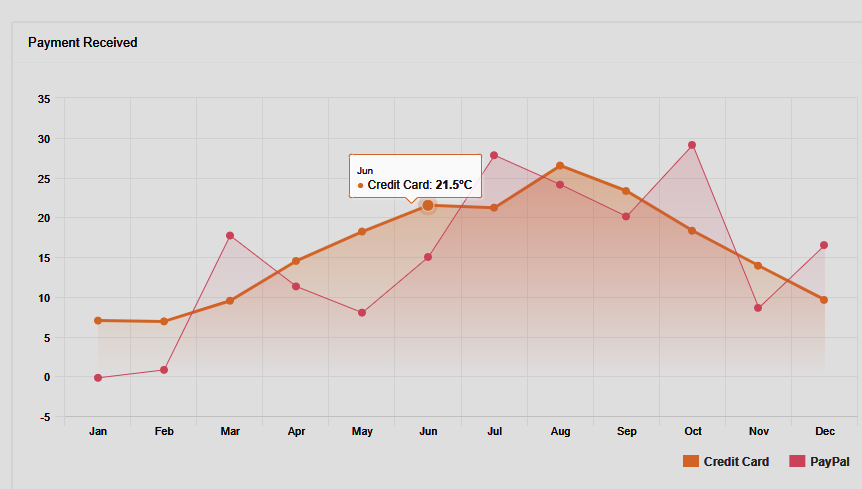 Payment Received
35
30
25
20
15
10
5
0
-5
Jun
● Credit Card: 21.5°C
Jan Feb Mar Apr May Jun Jul Aug Sep Oct Nov Dec
Credit Card PayPal